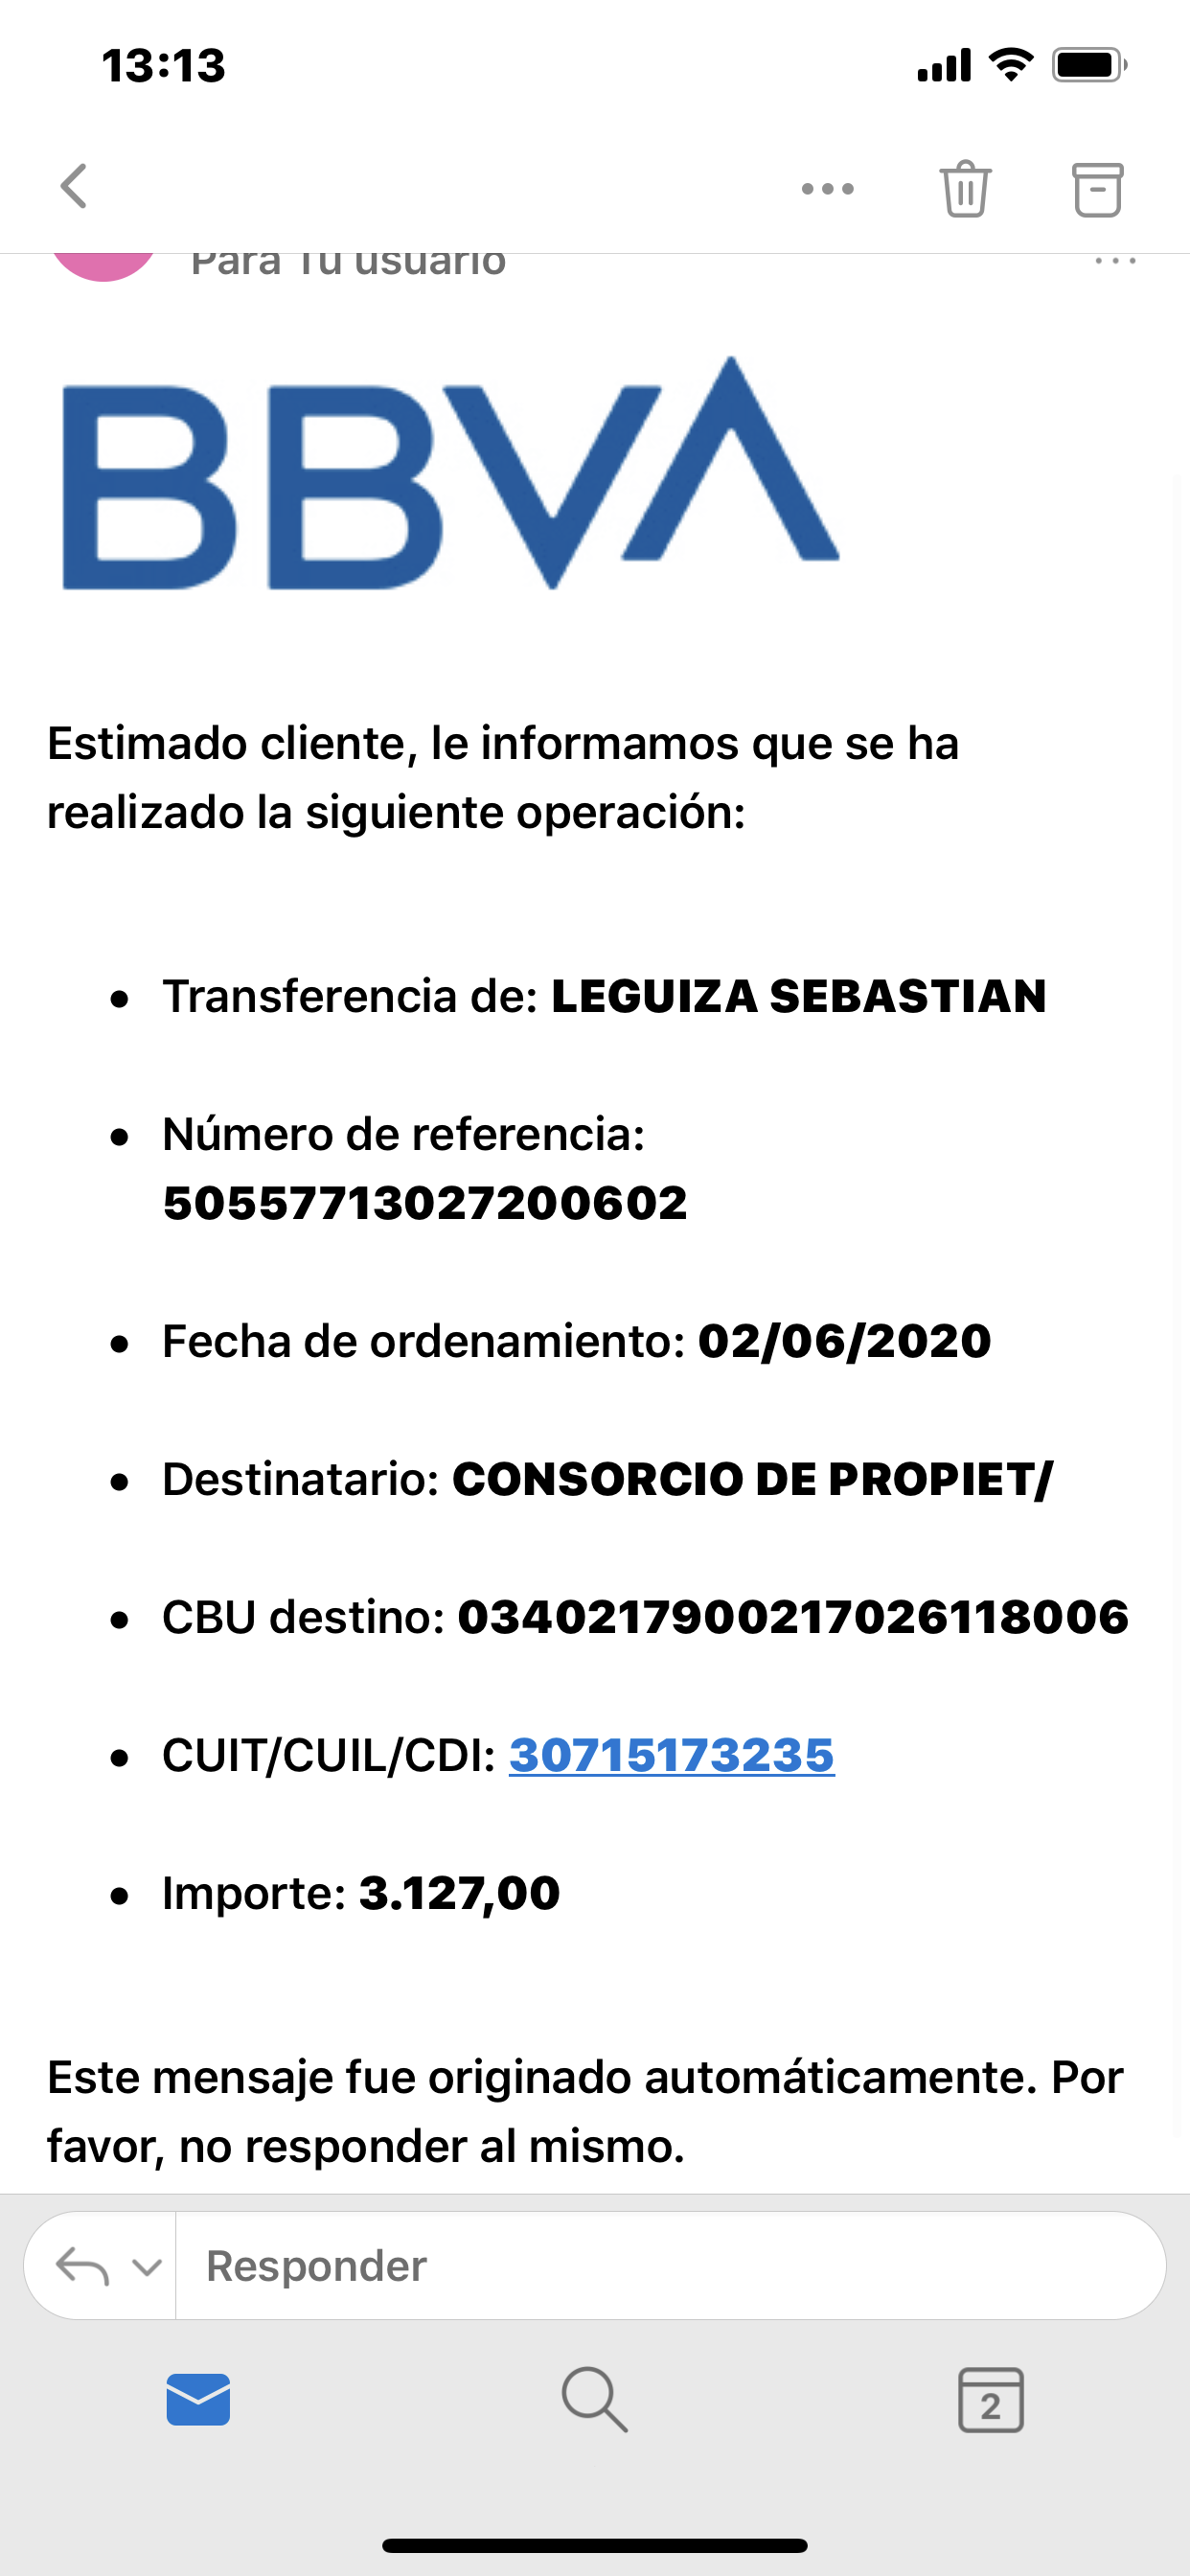 13:13
Para Tu usuario
BBVA
Estimado cliente, le informamos que se ha
realizado la siguiente operación:
• Transferencia de: LEGUIZA SEBASTIAN
• Número de referencia:
50557713027200602
• Fecha de ordenamiento: 02/06/2020
• Destinatario: CONSORCIO DE PROPIET/
• CBU destino: 0340217900217026118006
• CUIT/CUIL/CDI: 30715173235
• Importe: 3.127,00
Este mensaje fue originado automáticamente. Por
favor, no responder al mismo.
Responder
2